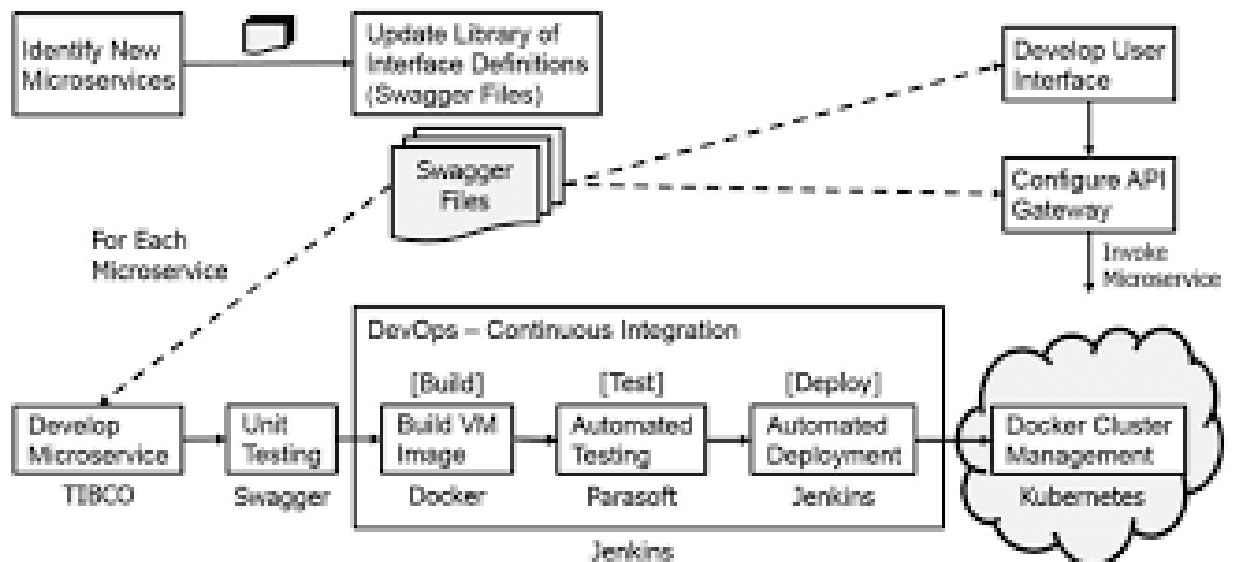 Identify New
Microservices
Update Library of
Interface Definitions
(Swagger Files)
Develop User
Interface
Swagger
Files
Configure API
Gateway
For Each
Microservice
Invoke
Microservice
DevOps – Continuous Integration
[Build]
[Test]
[Deploy]
Develop
Microservice
Unit
Testing
Build VM
Image
Automated
Testing
Automated
Deployment
Docker Cluster
Management
TIBCO
Swagger
Docker
Parasoft
Jenkins
Kubernetes
Jenkins